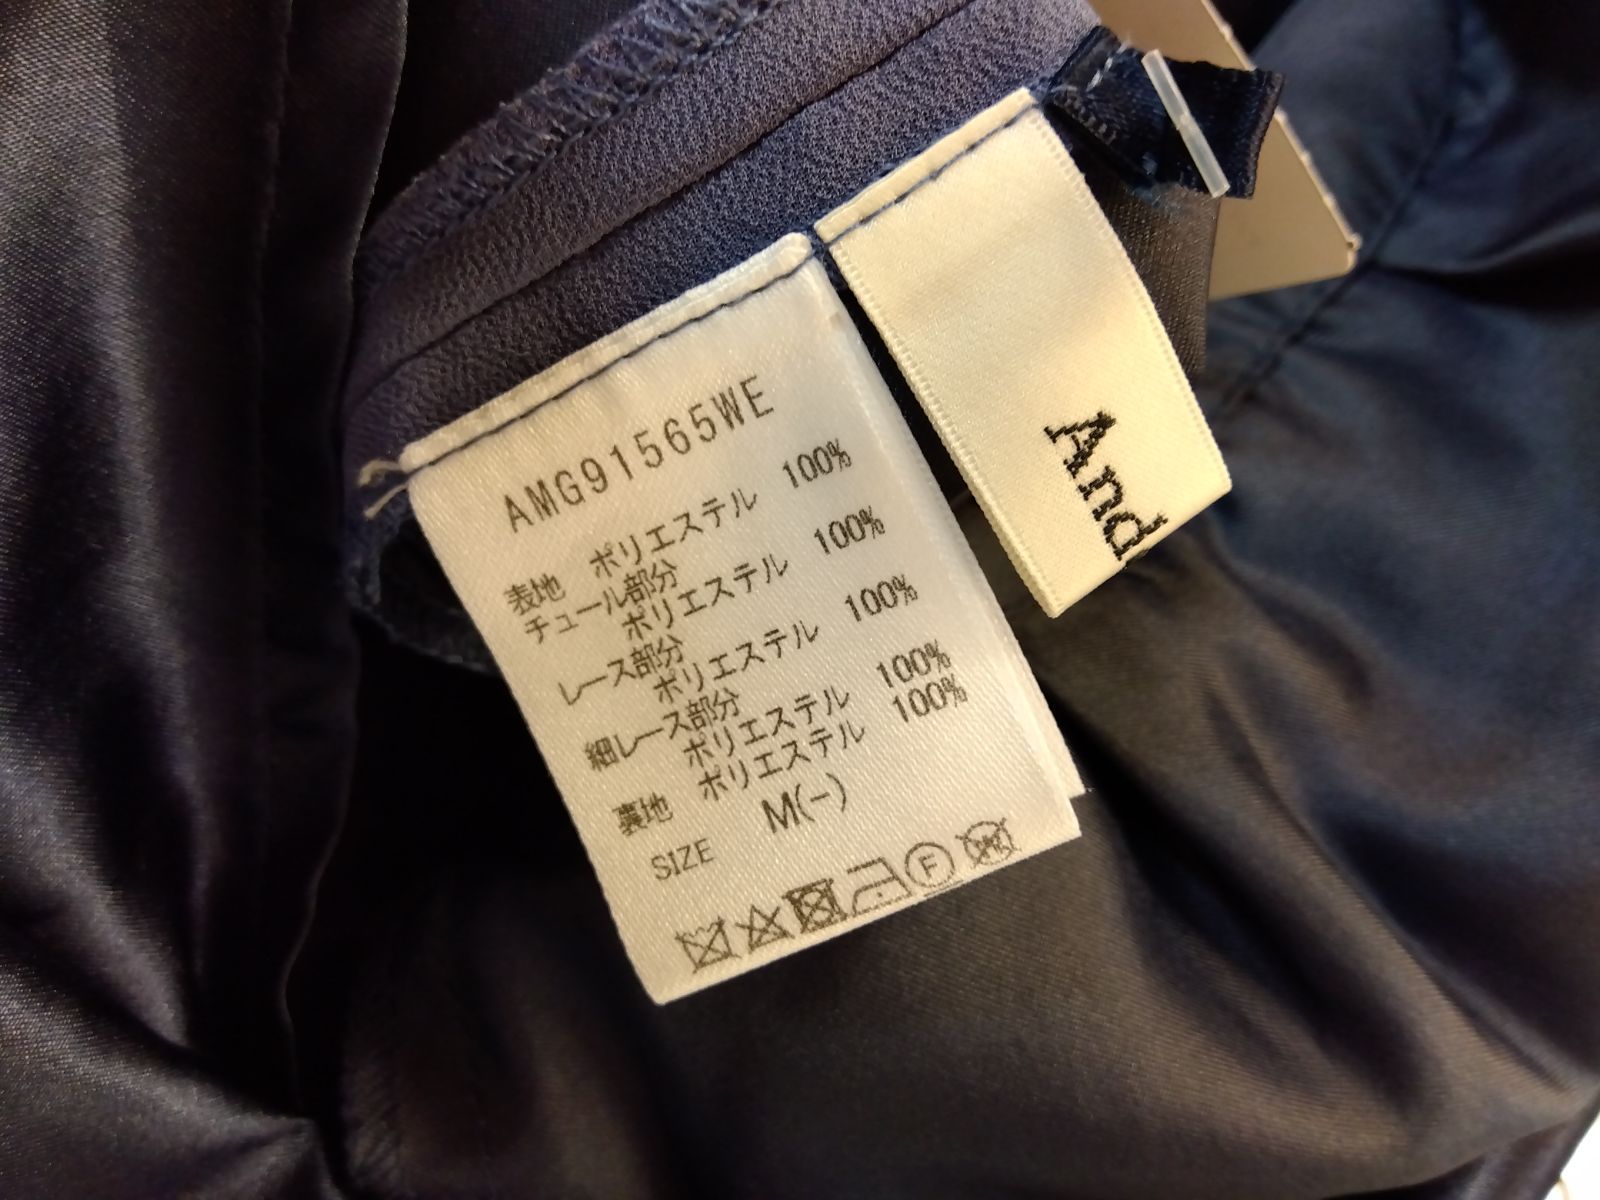 AMG91565WE
表地 ポリエステル 100%
チュール部分
ポリエステル 100%
レース部分
ポリエステル 100%
細レース部分
ポリエステル 100%
裏地 ポリエステル 100%
SIZE M(-)
F
And